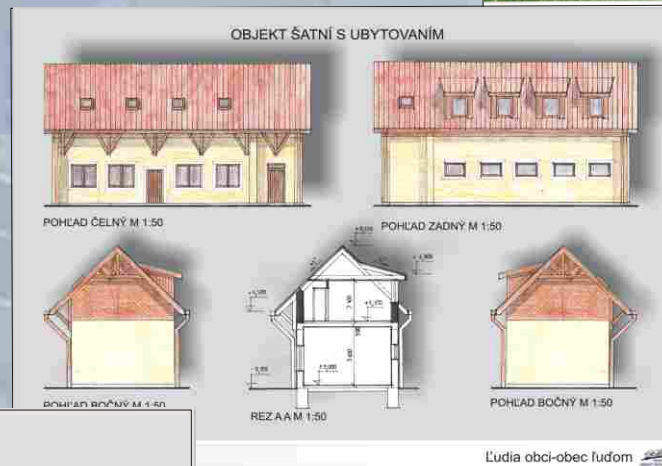 OBJEKT ŠATNÍ S UBYTOVANÍM
POHĽAD ČELNÝ M 1:50
POHĽAD ZADNÝ M 1:50
POHĽAD BOČNÝ M 1:50
REZ A A M 1:50
POHĽAD BOČNÝ M 1:50
Ľudia obci-obec ľuďom